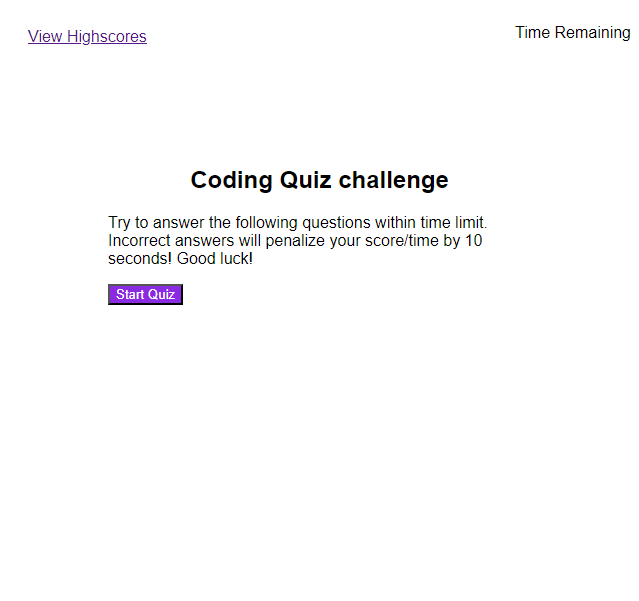 View Highscores
Time Remaining
Coding Quiz challenge
Try to answer the following questions within time limit.
Incorrect answers will penalize your score/time by 10
seconds! Good luck!
Start Quiz